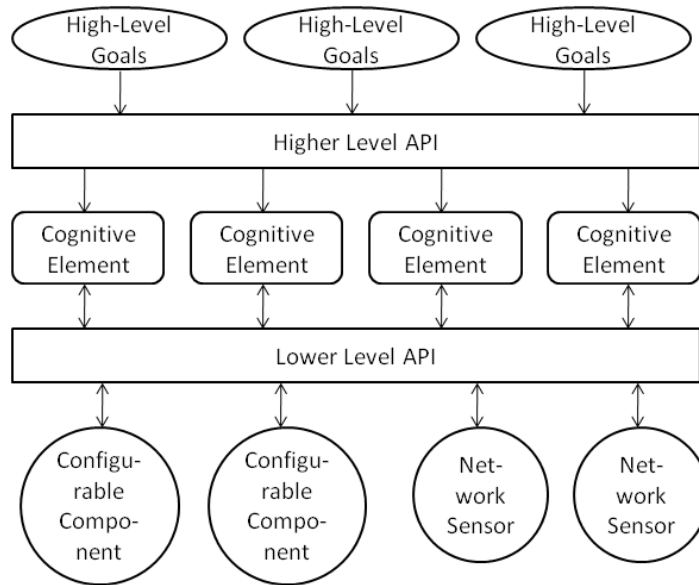 High-Level
Goals
High-Level
Goals
High-Level
Goals
Higher Level API
Cognitive
Element
Cognitive
Element
Cognitive
Element
Cognitive
Element
Lower Level API
Configu-
rable
Compo-
nent
Configu-
rable
Compo-
nent
Net-
work
Sensor
Net-
work
Sensor